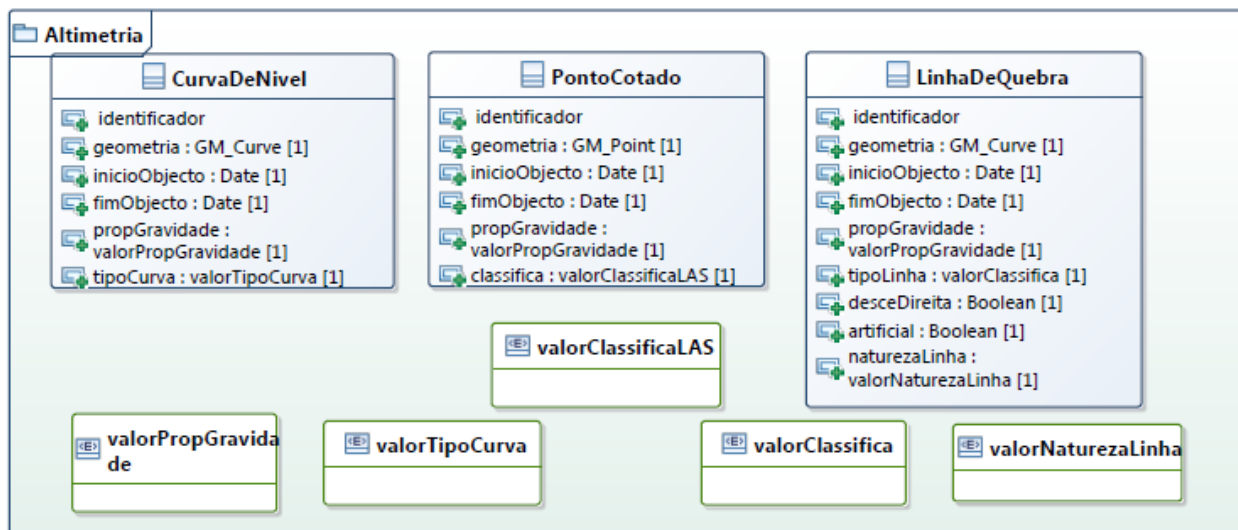 Altimetria
CurvaDeNivel
identificador
geometria : GM_Curve [1]
inicioObjecto : Date [1]
fimObjecto : Date [1]
propGravidade :
valorPropGravidade [1]
tipoCurva : valorTipoCurva [1]
PontoCotado
identificador
geometria : GM_Point [1]
inicioObjecto : Date [1]
fimObjecto : Date [1]
propGravidade :
valorPropGravidade [1]
classifica : valorClassificaLAS [1]
LinhaDeQuebra
identificador
geometria : GM_Curve [1]
inicioObjecto : Date [1]
fimObjecto : Date [1]
propGravidade :
valorPropGravidade [1]
tipoLinha : valorClassifica [1]
desceDireita : Boolean [1]
artificial : Boolean [1]
naturezaLinha :
valorNaturezaLinha [1]
<E> valorClassificaLAS
<E> valorPropGravida
de
<E> valorTipoCurva
<E> valorClassifica
<E> valorNaturezaLinha